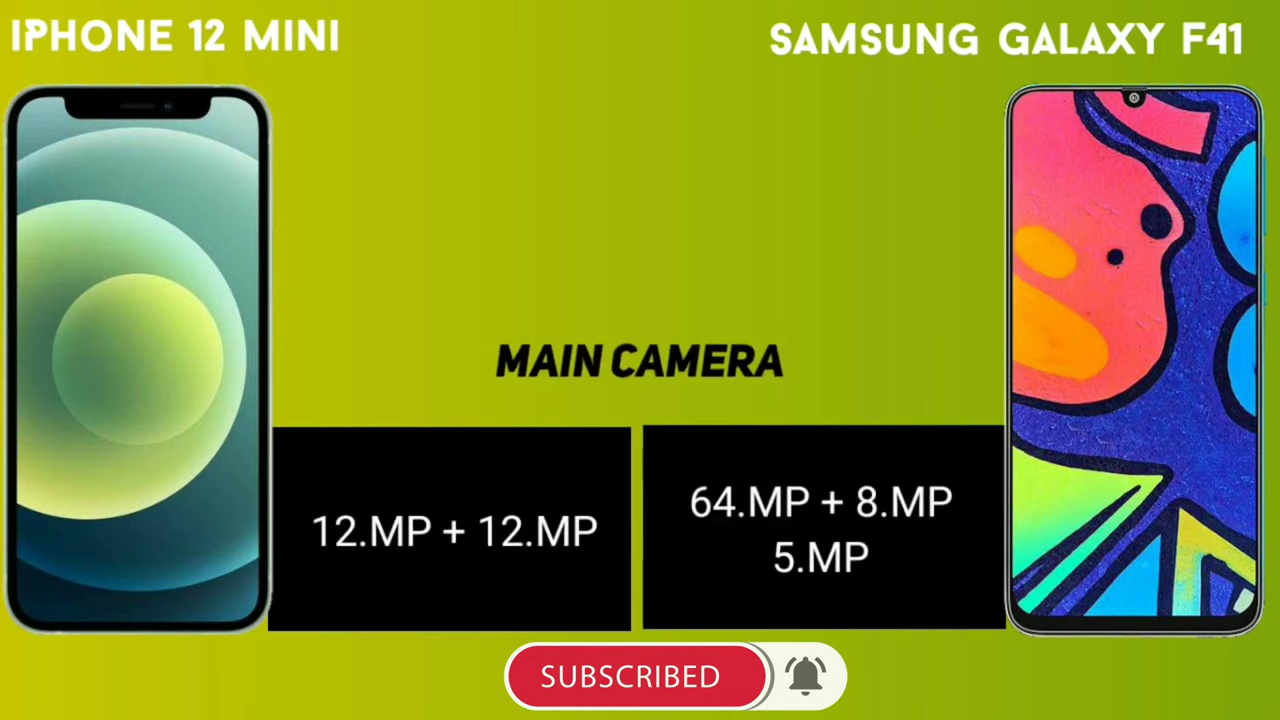 IPHONE 12 MINI
SAMSUNG GALAXY F41
MAIN CAMERA
12.MP + 12.MP
64.MP + 8.MP
5.MP
SUBSCRIBED